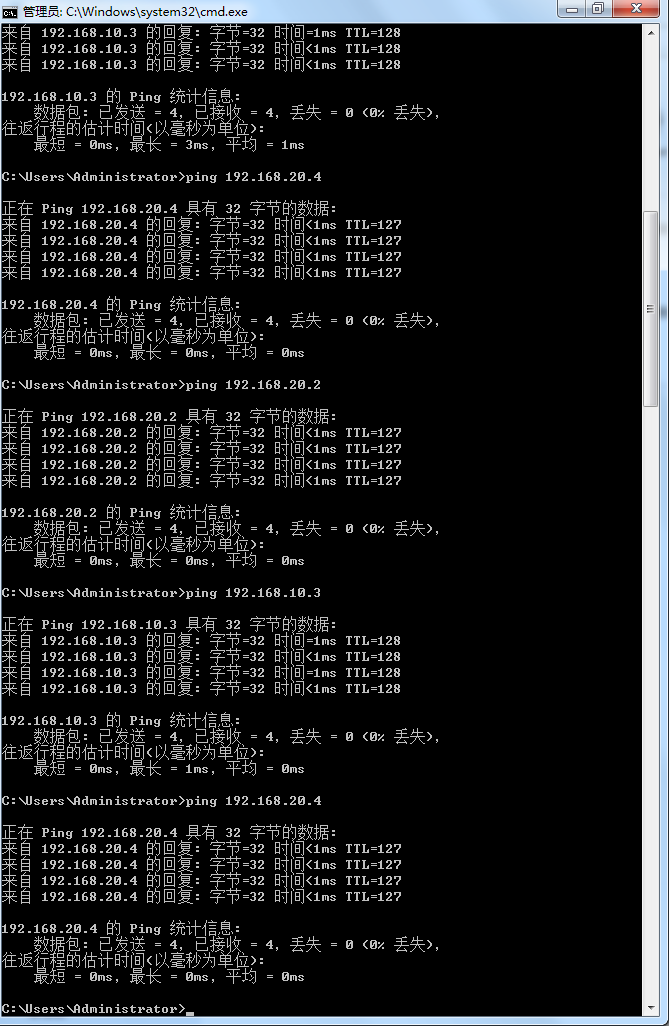 管理员: C:\Windows\system32\cmd.exe
来自 192.168.10.3 的回复: 字节=32 时间=1ms TTL=128
来自 192.168.10.3 的回复: 字节=32 时间<1ms TTL=128
来自 192.168.10.3 的回复: 字节=32 时间<1ms TTL=128
192.168.10.3 的 Ping 统计信息:
数据包: 已发送 = 4, 已接收 = 4, 丢失 = 0 (0% 丢失),
往返行程的估计时间(以毫秒为单位):
最短 = 0ms, 最长 = 3ms, 平均 = 1ms
C:\Users\Administrator>ping 192.168.20.4
正在 Ping 192.168.20.4 具有 32 字节的数据:
来自 192.168.20.4 的回复: 字节=32 时间<1ms TTL=127
来自 192.168.20.4 的回复: 字节=32 时间<1ms TTL=127
来自 192.168.20.4 的回复: 字节=32 时间<1ms TTL=127
来自 192.168.20.4 的回复: 字节=32 时间<1ms TTL=127
192.168.20.4 的 Ping 统计信息:
数据包: 已发送 = 4, 已接收 = 4, 丢失 = 0 (0% 丢失),
往返行程的估计时间(以毫秒为单位):
最短 = 0ms, 最长 = 0ms, 平均 = 0ms
C:\Users\Administrator>ping 192.168.20.2
正在 Ping 192.168.20.2 具有 32 字节的数据:
来自 192.168.20.2 的回复: 字节=32 时间<1ms TTL=127
来自 192.168.20.2 的回复: 字节=32 时间<1ms TTL=127
来自 192.168.20.2 的回复: 字节=32 时间<1ms TTL=127
来自 192.168.20.2 的回复: 字节=32 时间<1ms TTL=127
192.168.20.2 的 Ping 统计信息:
数据包: 已发送 = 4, 已接收 = 4, 丢失 = 0 (0% 丢失),
往返行程的估计时间(以毫秒为单位):
最短 = 0ms, 最长 = 0ms, 平均 = 0ms
C:\Users\Administrator>ping 192.168.10.3
正在 Ping 192.168.10.3 具有 32 字节的数据:
来自 192.168.10.3 的回复: 字节=32 时间=1ms TTL=128
来自 192.168.10.3 的回复: 字节=32 时间<1ms TTL=128
来自 192.168.10.3 的回复: 字节=32 时间=1ms TTL=128
来自 192.168.10.3 的回复: 字节=32 时间<1ms TTL=128
192.168.10.3 的 Ping 统计信息:
数据包: 已发送 = 4, 已接收 = 4, 丢失 = 0 (0% 丢失),
往返行程的估计时间(以毫秒为单位):
最短 = 0ms, 最长 = 1ms, 平均 = 0ms
C:\Users\Administrator>ping 192.168.20.4
正在 Ping 192.168.20.4 具有 32 字节的数据:
来自 192.168.20.4 的回复: 字节=32 时间<1ms TTL=127
来自 192.168.20.4 的回复: 字节=32 时间<1ms TTL=127
来自 192.168.20.4 的回复: 字节=32 时间<1ms TTL=127
来自 192.168.20.4 的回复: 字节=32 时间<1ms TTL=127
192.168.20.4 的 Ping 统计信息:
数据包: 已发送 = 4, 已接收 = 4, 丢失 = 0 (0% 丢失),
往返行程的估计时间(以毫秒为单位):
最短 = 0ms, 最长 = 0ms, 平均 = 0ms
C:\Users\Administrator>